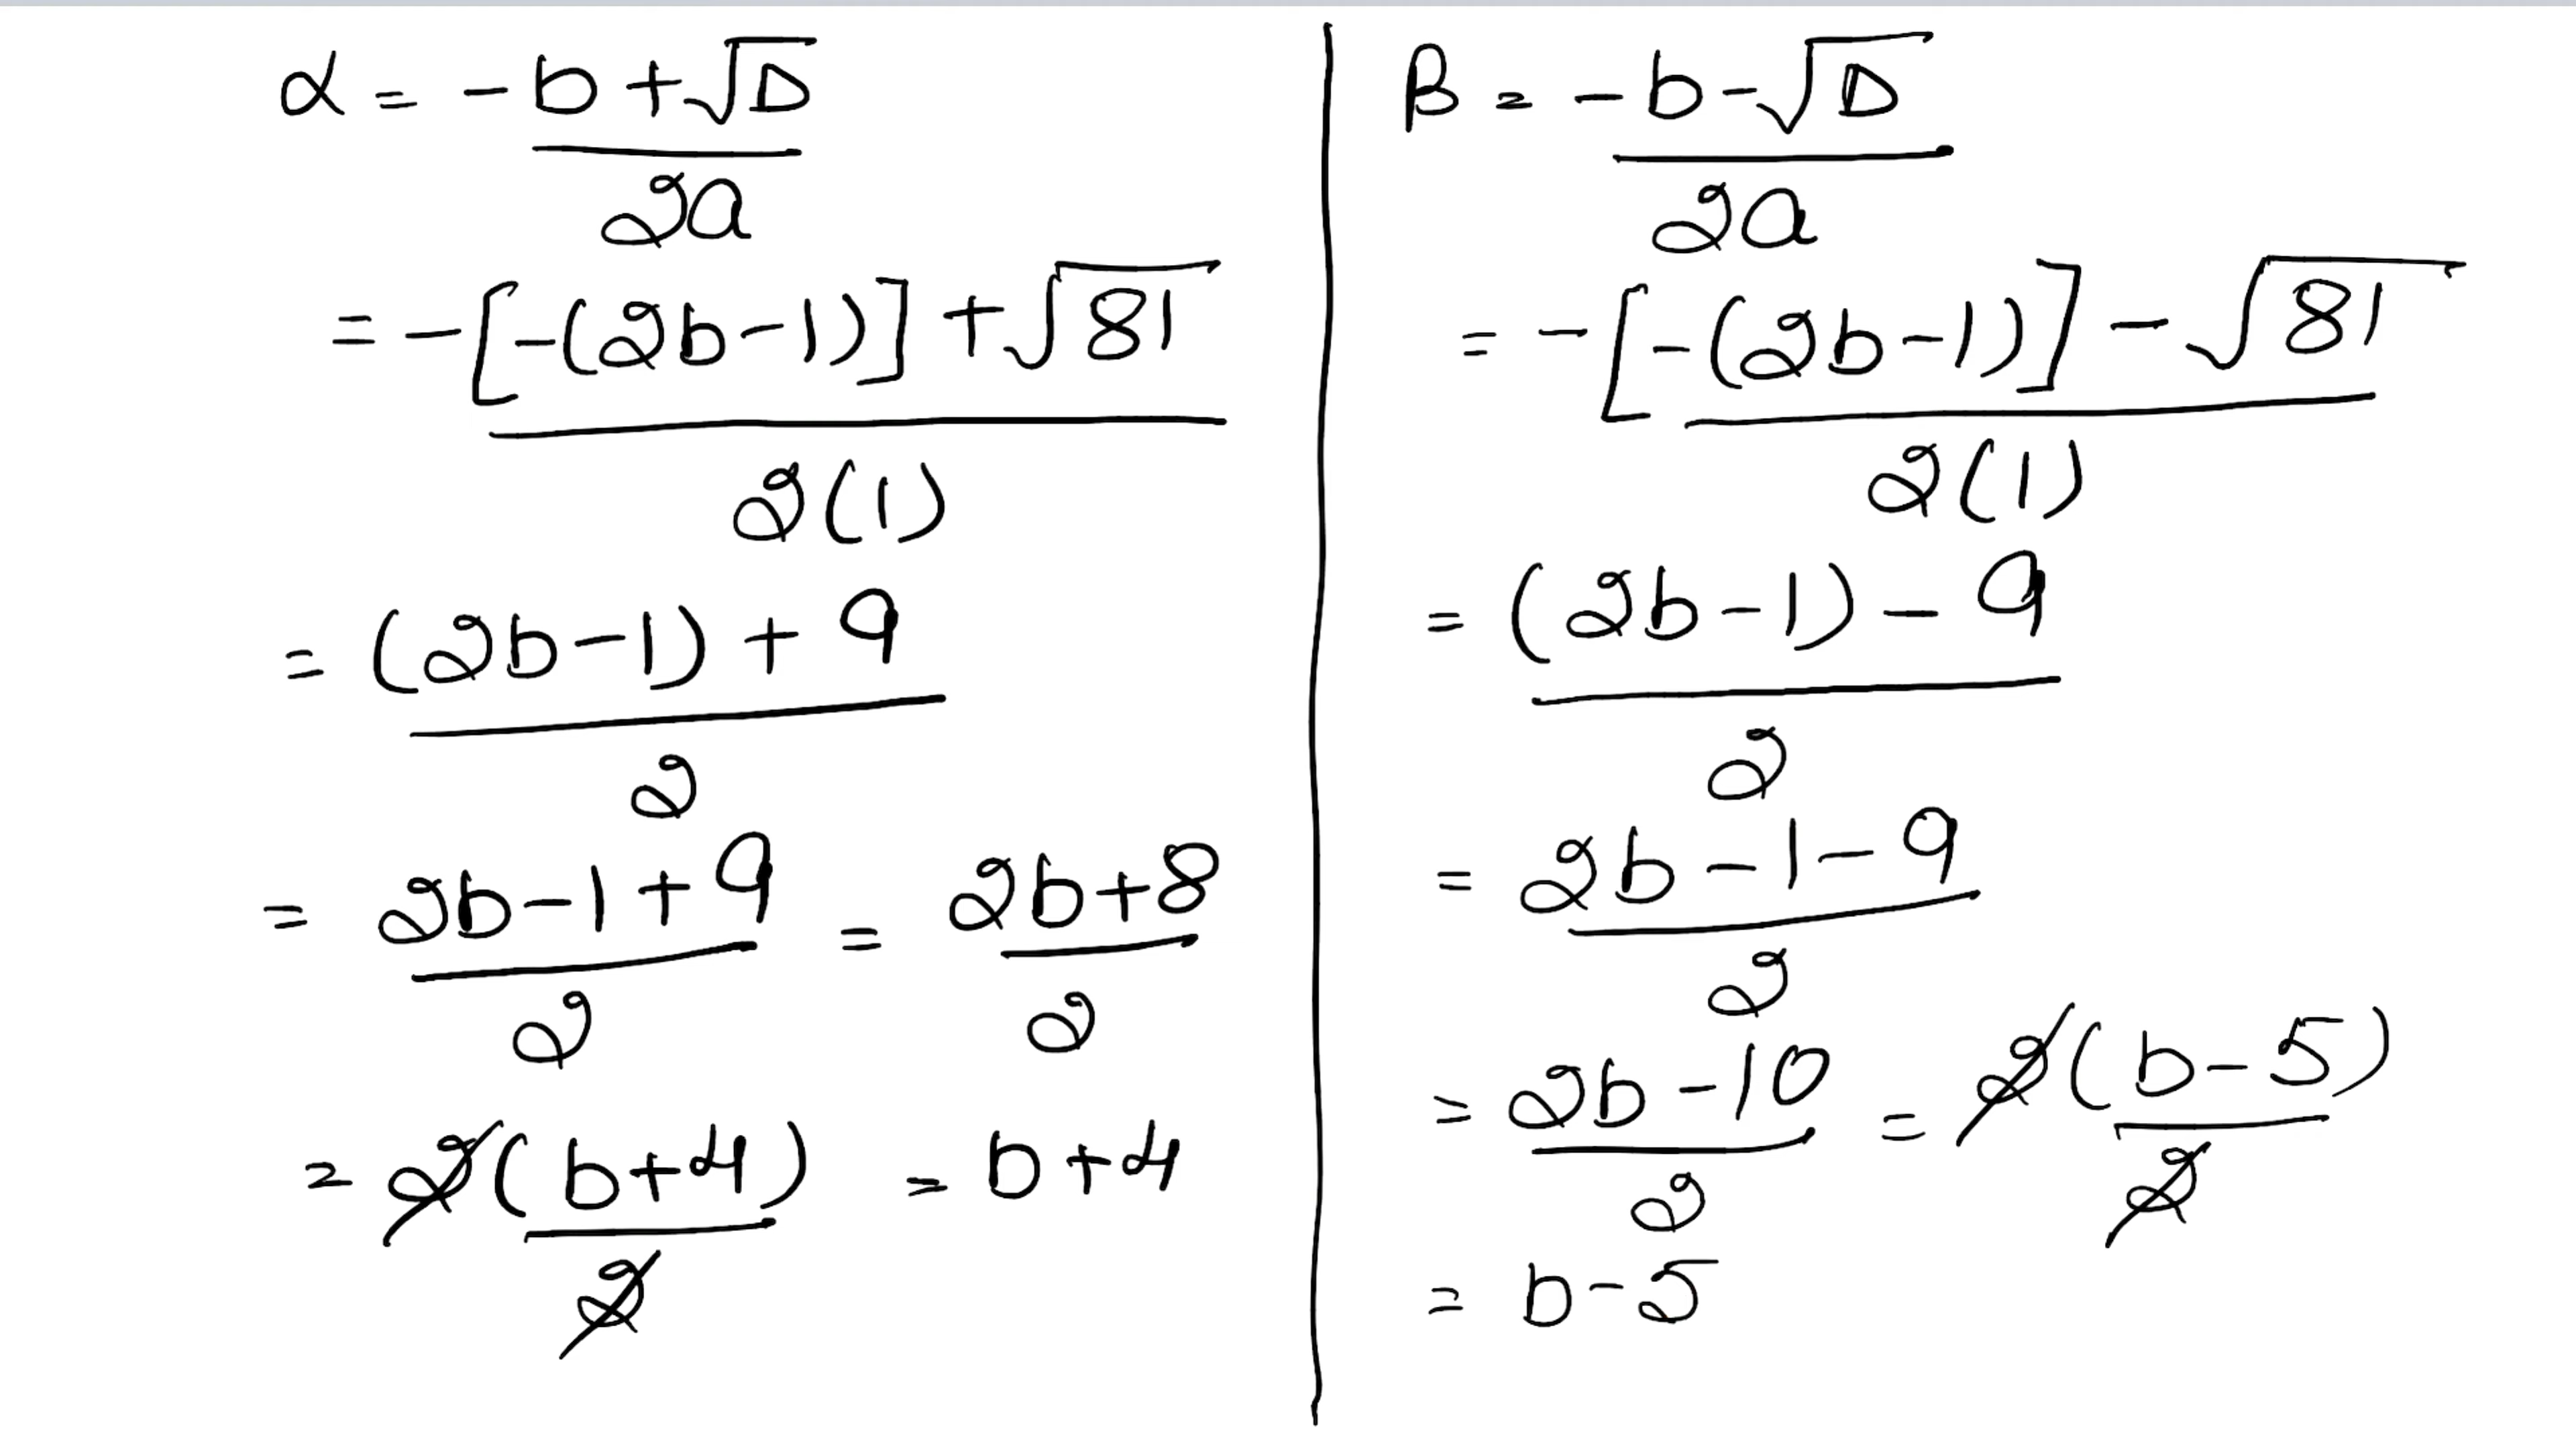 α = -b+√D
2a
= -[-(2b-1)] + √81
2(1)
= (2b-1) + 9
2
= 2b-1+9 = 2b+8
2 2
= 2(b+4) = b+4
2
β = -b-√D
2a
= -[-(2b-1)] - √81
2(1)
= (2b-1) - 9
2
= 2b-1-9
2
= 2b-10 = 2(b-5)
2 2
= b-5